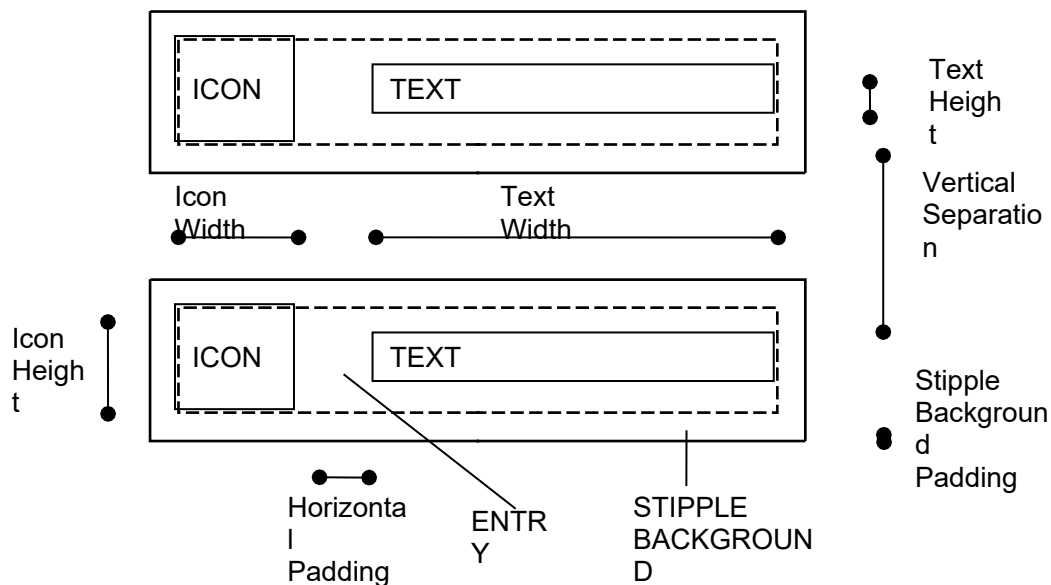 ICON
TEXT
Text
Heigh
t
Icon
Width
Text
Width
Vertical
Separatio
n
Icon
Heigh
t
ICON
TEXT
Stipple
Backgroun
d
Padding
Horizonta
l
Padding
ENTR
Y
STIPPLE
BACKGROUN
D